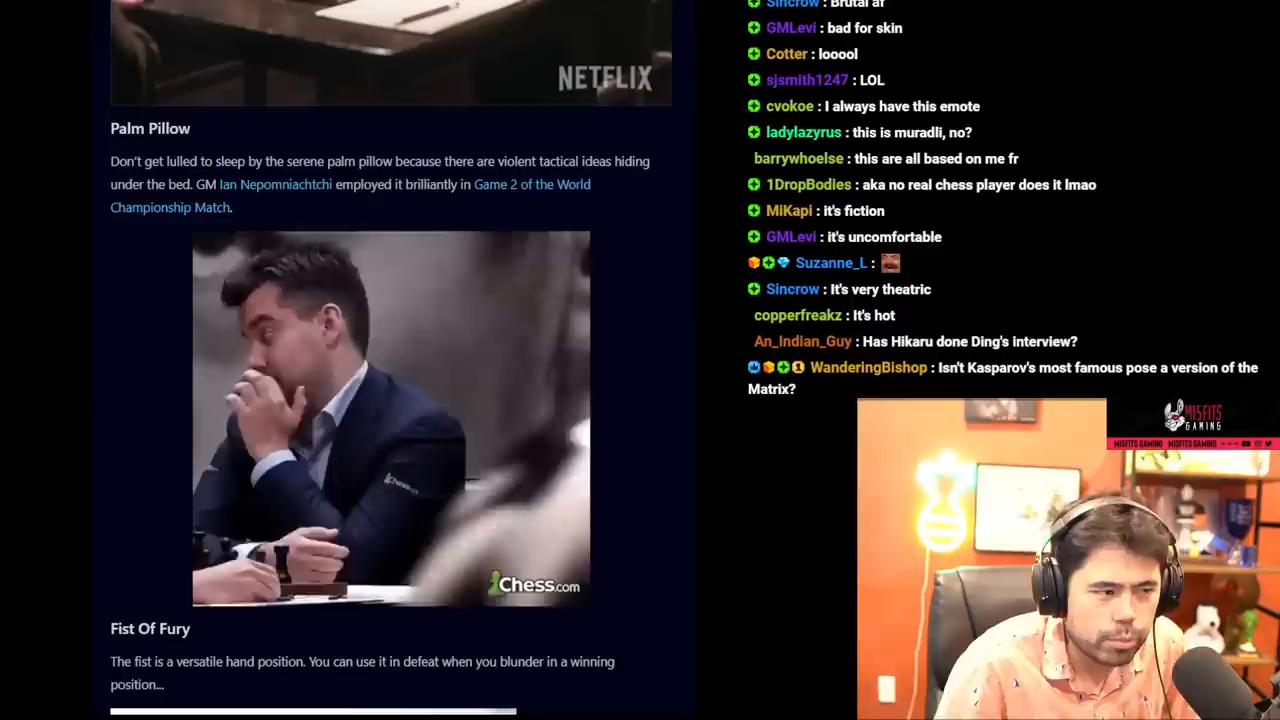 NETFLIX
Palm Pillow
Don't get lulled to sleep by the serene palm pillow because there are violent tactical ideas hiding
under the bed. GM Ian Nepomniachtchi employed it brilliantly in Game 2 of the World
Championship Match.
Chess.com
Fist Of Fury
The fist is a versatile hand position. You can use it in defeat when you blunder in a winning
position...
Sincrow : Brutal af
GMLevi : bad for skin
Cotter : looool
sjsmith1247 : LOL
cvokoe : I always have this emote
ladylazyrus : this is muradli, no?
barrywhoelse : this are all based on me fr
1DropBodies : aka no real chess player does it lmao
MiKapi : it's fiction
GMLevi : it's uncomfortable
Suzanne_L :
Sincrow : It's very theatric
copperfreakz : It's hot
An_Indian_Guy : Has Hikaru done Ding's interview?
WanderingBishop : Isn't Kasparov's most famous pose a version of the
Matrix?
MISFITS
GAMING
MISFITS GAMING MISFITS GAMING